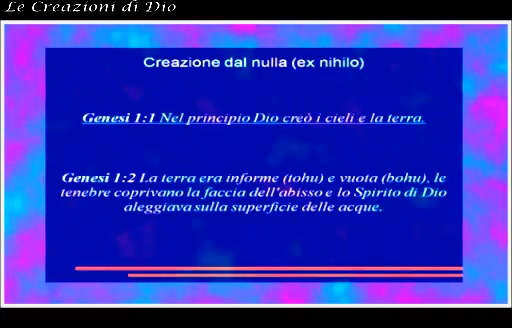 Le Creazioni di Dio
Creazione dal nulla (ex nihilo)
Genesi 1:1 Nel principio Dio creò i cieli e la terra.
Genesi 1:2 La terra era informe (tohu) e vuota (bohu), le
tenebre coprivano la faccia dell'abisso e lo Spirito di Dio
aleggiava sulla superficie delle acque.